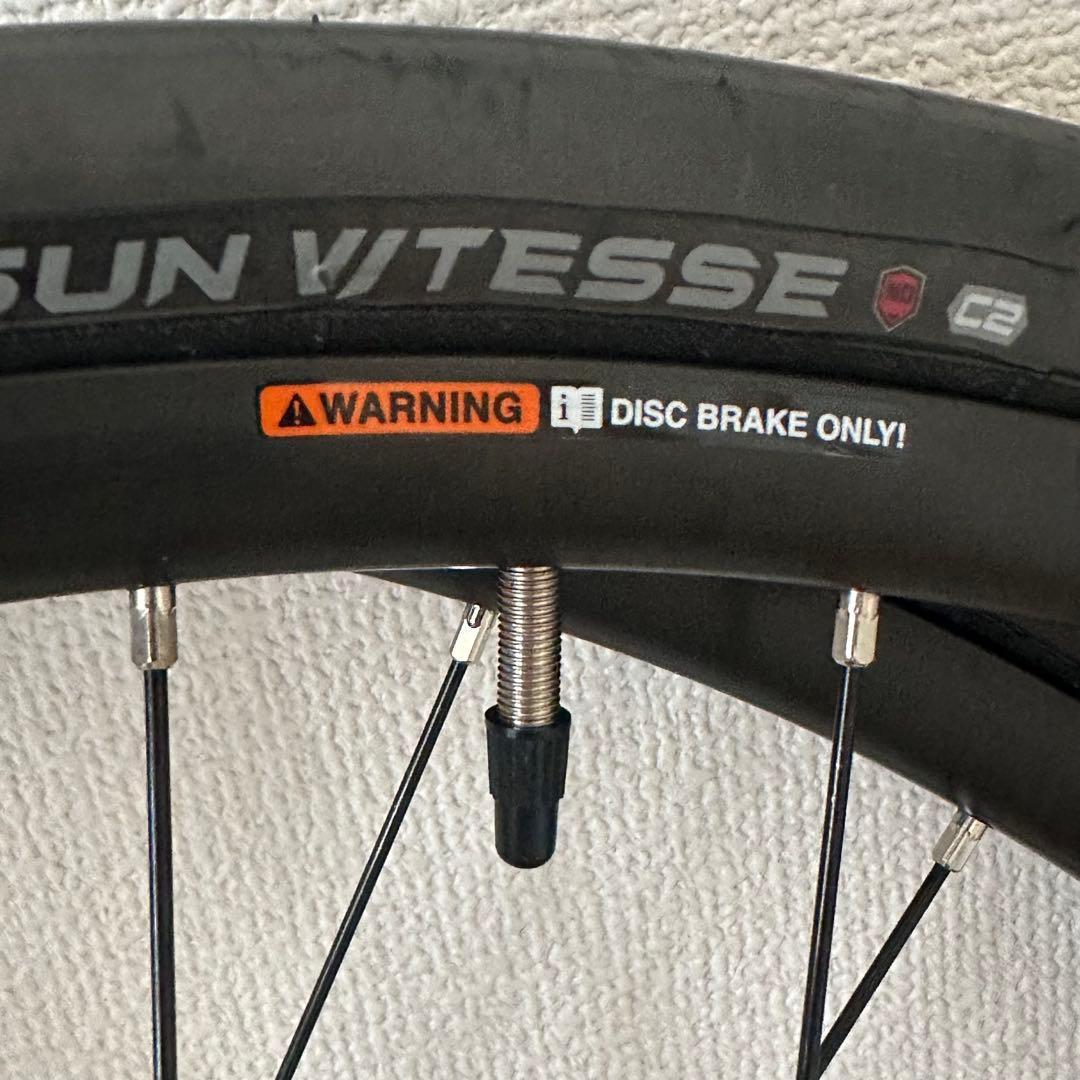 SUN VITESSE C2
WARNING i DISC BRAKE ONLY!